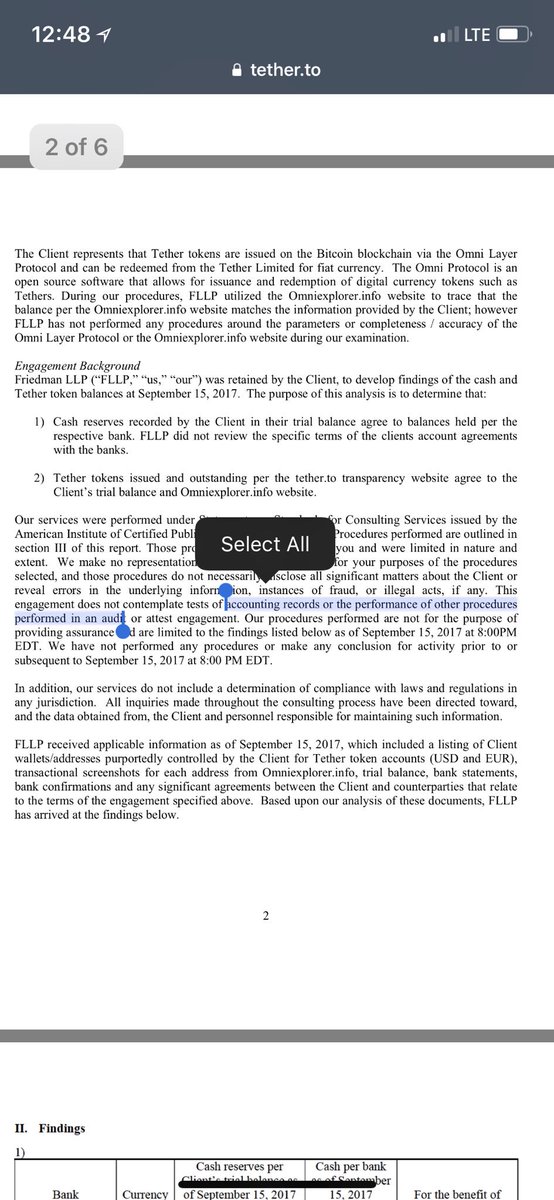 12:48
LTE
tether.to
2 of 6
The Client represents that Tether tokens are issued on the Bitcoin blockchain via the Omni Layer
Protocol and can be redeemed from the Tether Limited for fiat currency. The Omni Protocol is an
open source software that allows for issuance and redemption of digital currency tokens such as
Tethers. During our procedures, FLLP utilized the Omniexplorer.info website to trace that the
balance per the Omniexplorer.info website matches the information provided by the Client; however
FLLP has not performed any procedures around the parameters or completeness / accuracy of the
Omni Layer Protocol or the Omniexplorer.info website during our examination.
Engagement Background
Friedman LLP (“FLLP,” “us,” “our”) was retained by the Client, to develop findings of the cash and
Tether token balances at September 15, 2017. The purpose of this analysis is to determine that:
1) Cash reserves recorded by the Client in their trial balance agree to balances held per the
respective bank. FLLP did not review the specific terms of the clients account agreements
with the banks.
2) Tether tokens issued and outstanding per the tether.to transparency website agree to the
Client’s trial balance and Omniexplorer.info website.
Our services were performed under for Consulting Services issued by the
American Institute of Certified Publi Procedures performed are outlined in
Select All
section III of this report. Those pro you and were limited in nature and
extent. We make no representation for your purposes of the procedures
selected, and those procedures do not necessarily disclose all significant matters about the Client or
reveal errors in the underlying information, instances of fraud, or illegal acts, if any. This
engagement does not contemplate tests of accounting records or the performance of other procedures
performed in an audit or attest engagement. Our procedures performed are not for the purpose of
providing assurance and are limited to the findings listed below as of September 15, 2017 at 8:00PM
EDT. We have not performed any procedures or make any conclusion for activity prior to or
subsequent to September 15, 2017 at 8:00 PM EDT.
In addition, our services do not include a determination of compliance with laws and regulations in
any jurisdiction. All inquiries made throughout the consulting process have been directed toward,
and the data obtained from, the Client and personnel responsible for maintaining such information.
FLLP received applicable information as of September 15, 2017, which included a listing of Client
wallets/addresses purportedly controlled by the Client for Tether token accounts (USD and EUR),
transactional screenshots for each address from Omniexplorer.info, trial balance, bank statements,
bank confirmations and any significant agreements between the Client and counterparties that relate
to the terms of the engagement specified above. Based upon our analysis of these documents, FLLP
has arrived at the findings below.
2
II. Findings
1)
Cash reserves per Cash per bank
Client's trial balance as as of September
Bank Currency of September 15, 2017 15, 2017 For the benefit of